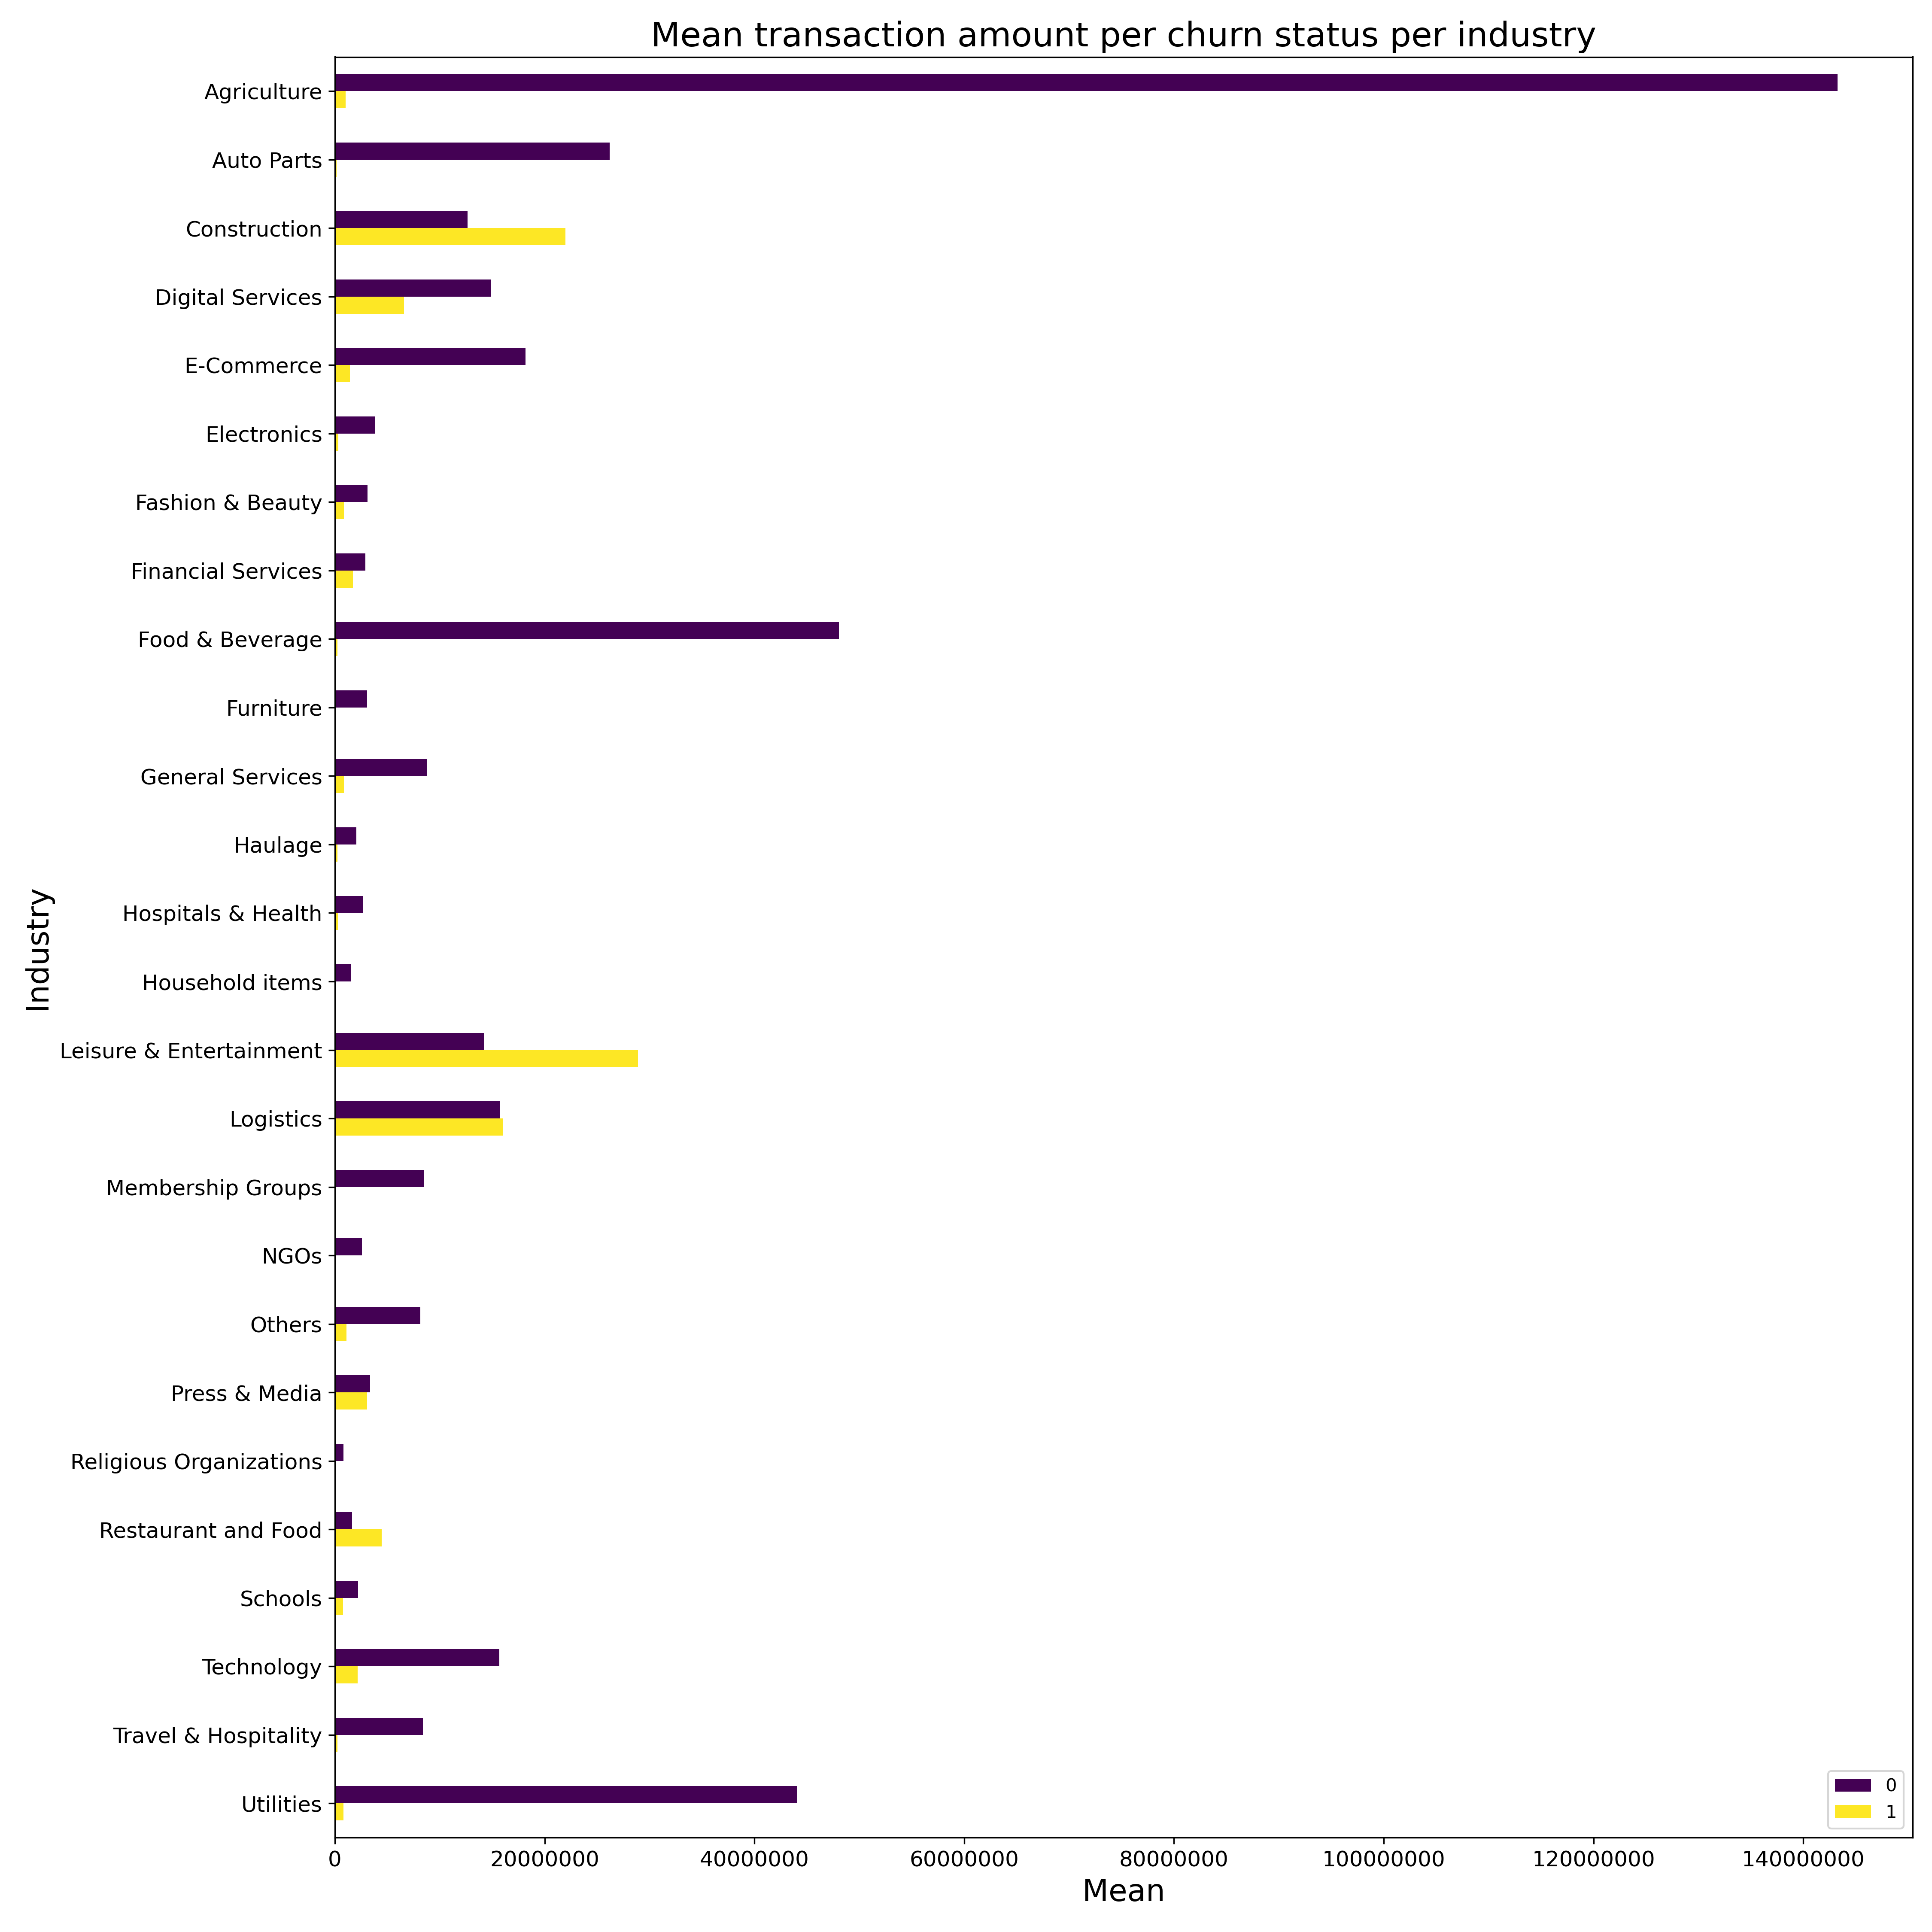 Mean transaction amount per churn status per industry
Agriculture
Auto Parts
Construction
Digital Services
E-Commerce
Electronics
Fashion & Beauty
Financial Services
Food & Beverage
Furniture
General Services
Haulage
Hospitals & Health
Household items
Leisure & Entertainment
Logistics
Membership Groups
NGOs
Others
Press & Media
Religious Organizations
Restaurant and Food
Schools
Technology
Travel & Hospitality
Utilities
Industry
0
1
0 20000000 40000000 60000000 80000000 100000000 120000000 140000000
Mean